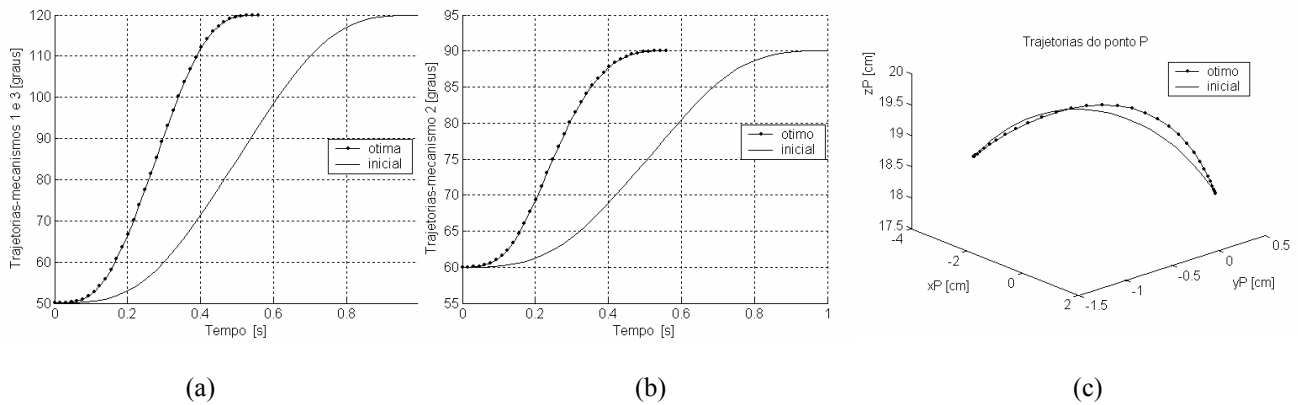 Trajetorias-mecanismos 1 e 3 [graus]
120
110
100
90
80
70
60
50
0
0.2
0.4
0.6
0.8
Tempo [s]
otima
inicial
(a)
Trajetorias-mecanismo 2 [graus]
95
90
85
80
75
70
65
60
55
0
0.2
0.4
0.6
0.8
1
Tempo [s]
otimo
inicial
(b)
Trajetorias do ponto P
otimo
inicial
zP [cm]
20
19.5
19
18.5
18
17.5
-4
-2
0
2
xP [cm]
-1.5
-1
-0.5
0
0.5
yP [cm]
(c)